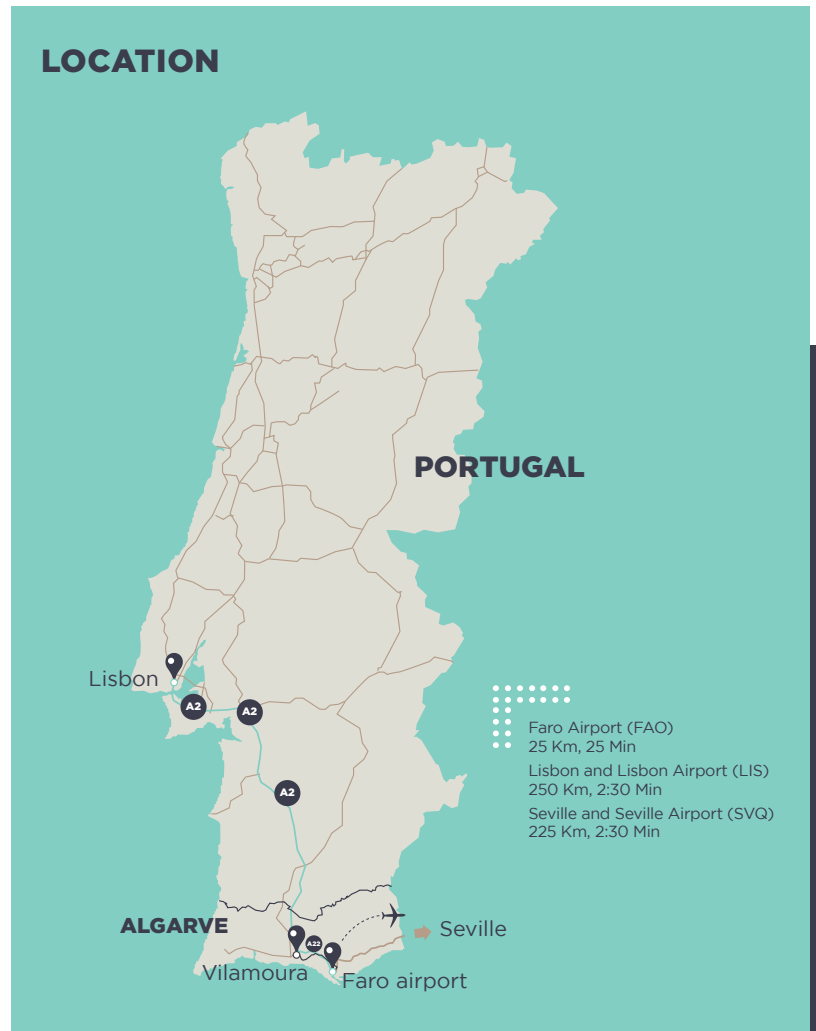 LOCATION
PORTUGAL
Lisbon
A2
A2
A2
Faro Airport (FAO)
25 Km, 25 Min
Lisbon and Lisbon Airport (LIS)
250 Km, 2:30 Min
Seville and Seville Airport (SVQ)
225 Km, 2:30 Min
ALGARVE
A22
Seville
Vilamoura
Faro airport